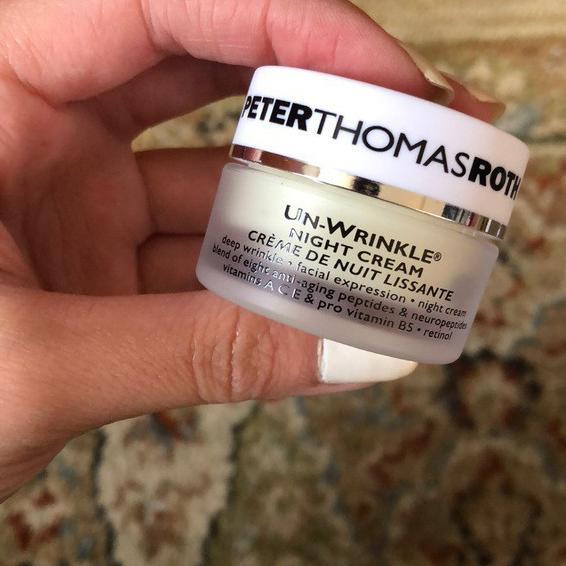 PETERTHOMASROTH
UN-WRINKLE®
NIGHT CREAM
CRÈME DE NUIT LISSANTE
deep wrinkle • facial expression • night cream
blend of eight anti-aging peptides & neuropeptides
vitamins A C E & pro vitamin B5 • retinol